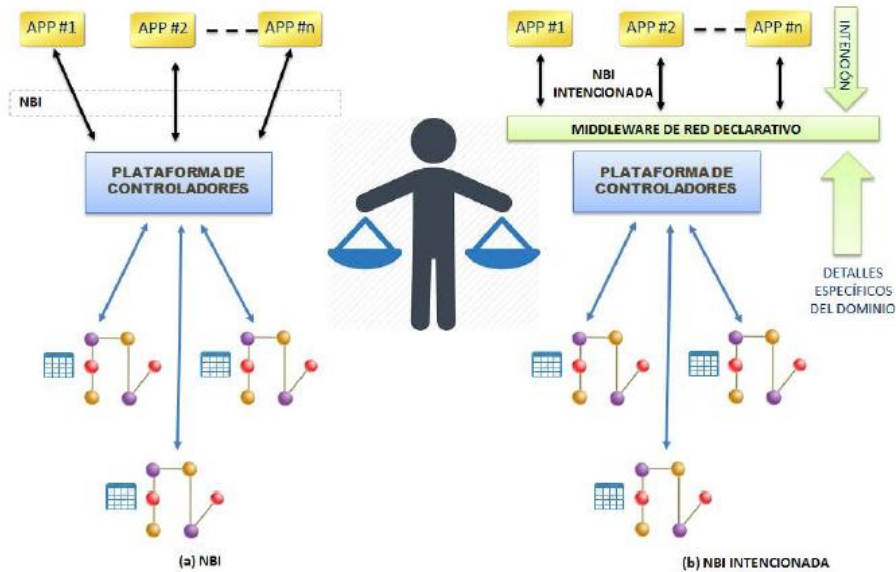 APP #1
APP #2
APP #n
NBI
PLATAFORMA DE
CONTROLADORES
(a) NBI
APP #1
APP #2
APP #n
NBI
INTENCIONADA
INTENCIÓN
MIDDLEWARE DE RED DECLARATIVO
PLATAFORMA DE
CONTROLADORES
DETALLES
ESPECÍFICOS
DEL DOMINIO
(b) NBI INTENCIONADA